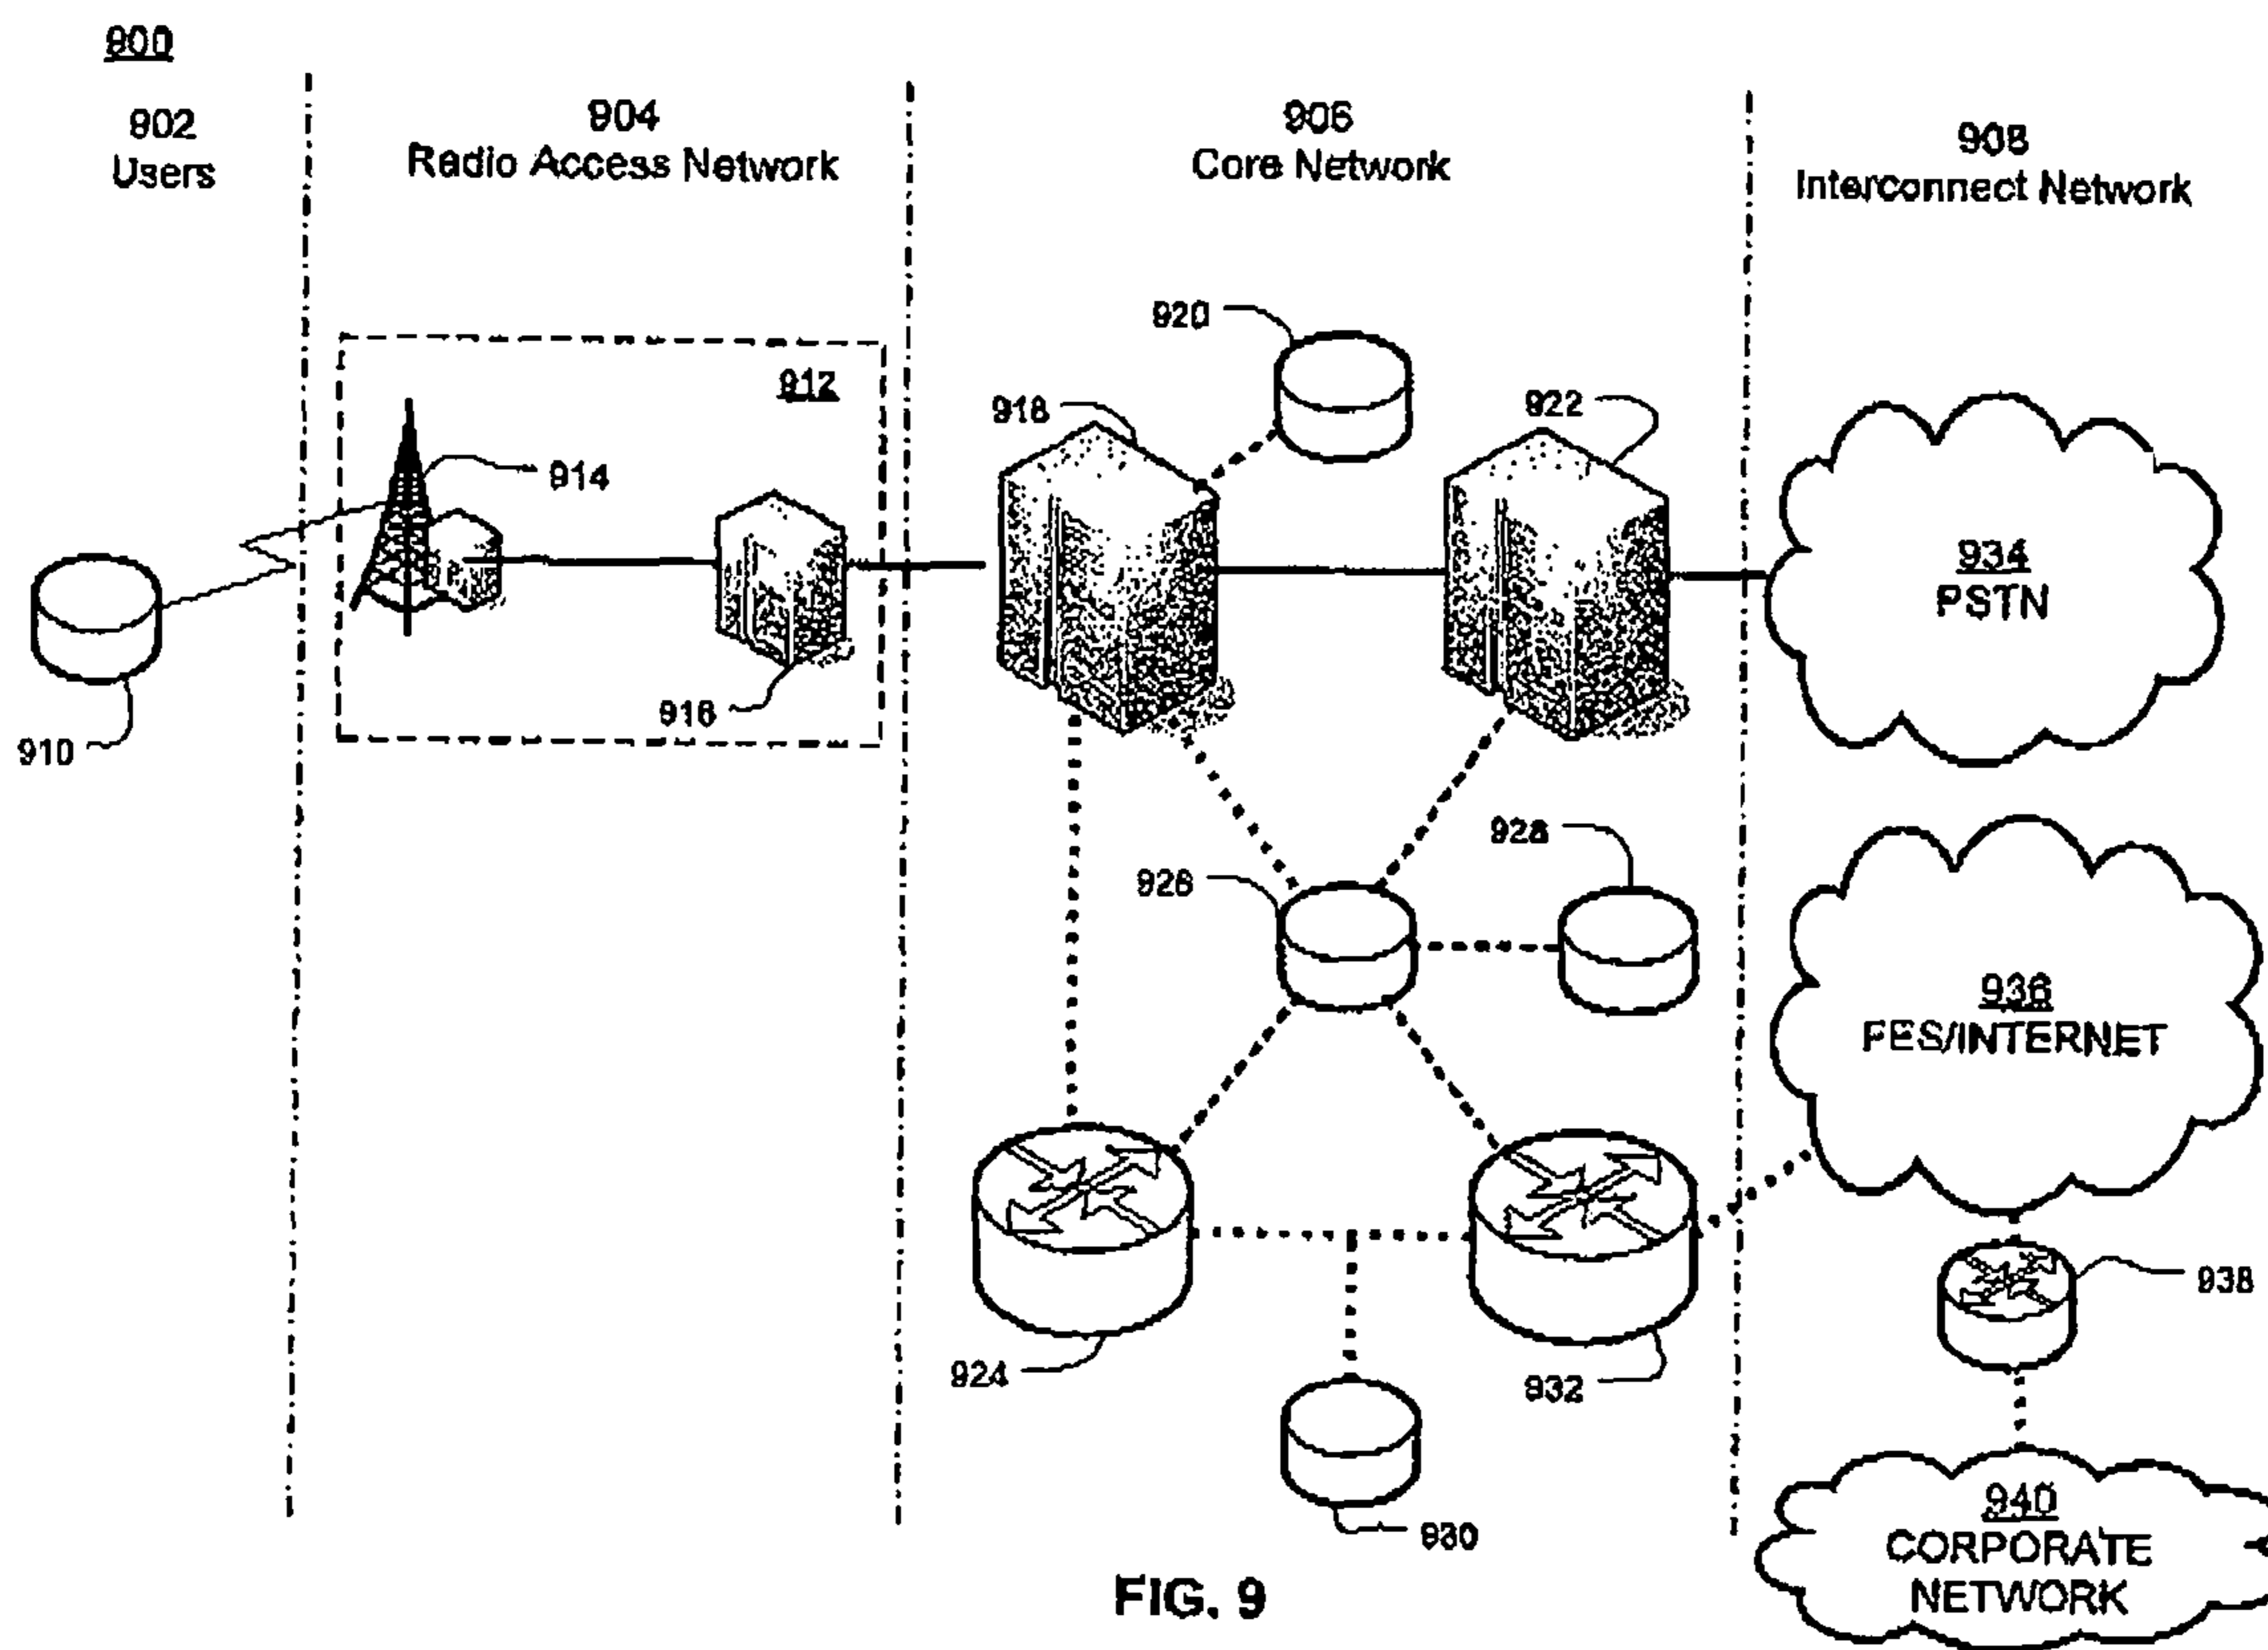 900
902
Users
904
Radio Access Network
906
Core Network
908
Interconnect Network
910
912
914
916
918
920
922
924
926
928
930
932
934
PSTN
936
FES/INTERNET
938
940
CORPORATE
NETWORK
FIG. 9